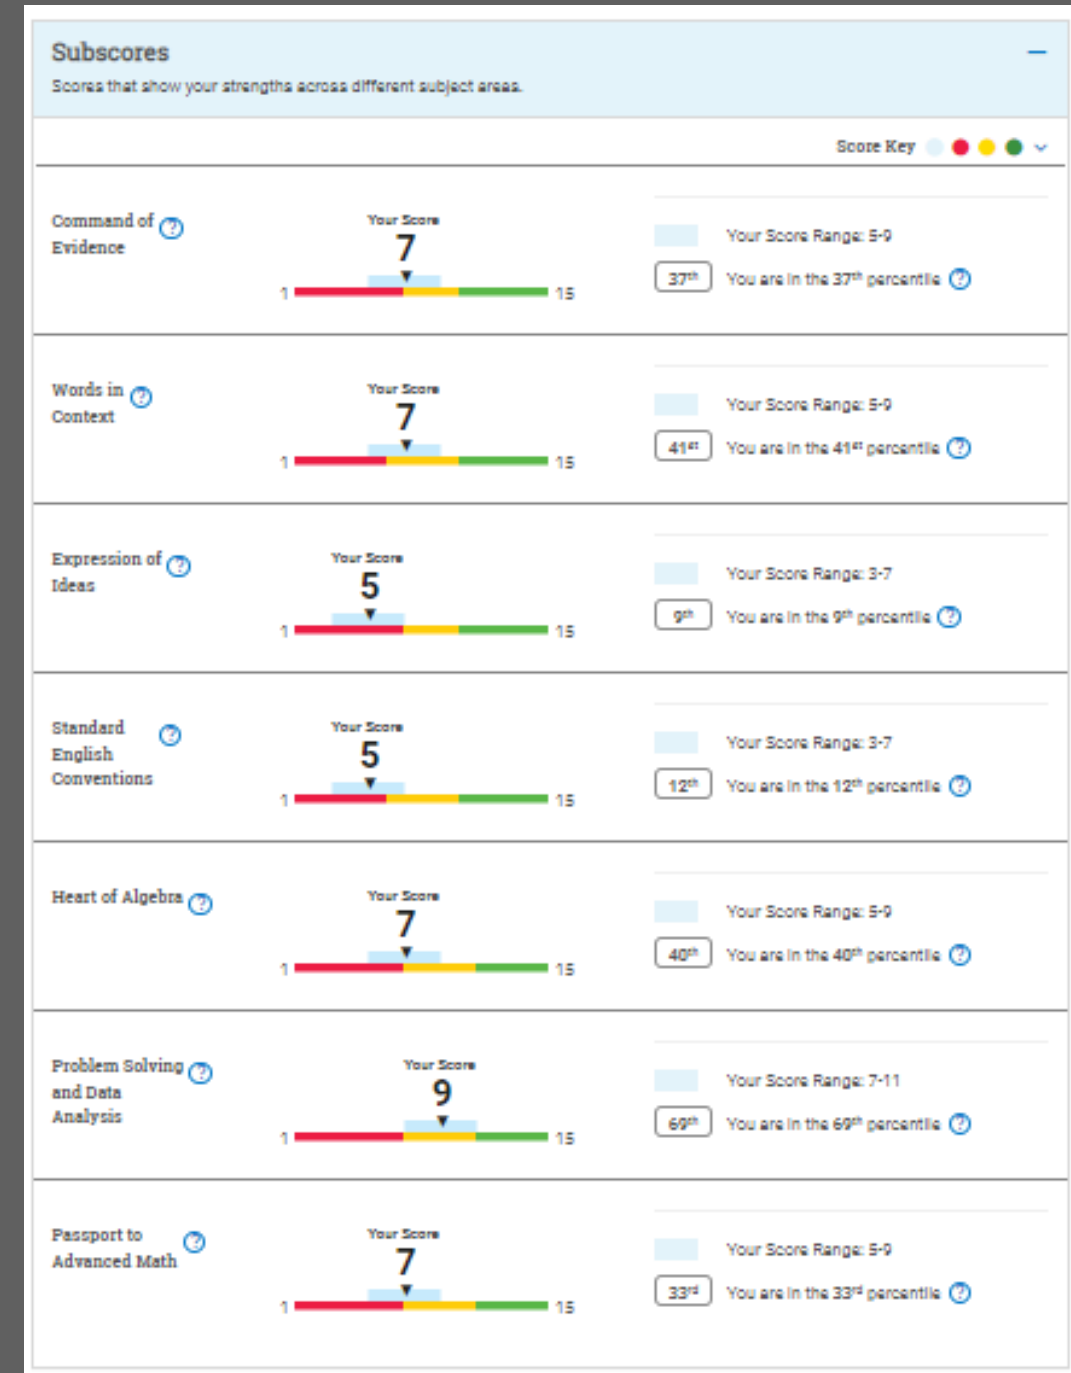 Subscores
Scores that show your strengths across different subject areas.
Score Key
Command of
Evidence
?
Your Score
7
1
15
Your Score Range: 5-9
37th
You are in the 37th percentile ?
Words in
Context
?
Your Score
7
1
15
Your Score Range: 5-9
41st
You are in the 41st percentile ?
Expression of
Ideas
?
Your Score
5
1
15
Your Score Range: 3-7
9th
You are in the 9th percentile ?
Standard
English
Conventions
?
Your Score
5
1
15
Your Score Range: 3-7
12th
You are in the 12th percentile ?
Heart of Algebra ?
Your Score
7
1
15
Your Score Range: 5-9
40th
You are in the 40th percentile ?
Problem Solving
and Data
Analysis
?
Your Score
9
1
15
Your Score Range: 7-11
69th
You are in the 69th percentile ?
Passport to
Advanced Math
?
Your Score
7
1
15
Your Score Range: 5-9
33rd
You are in the 33rd percentile ?